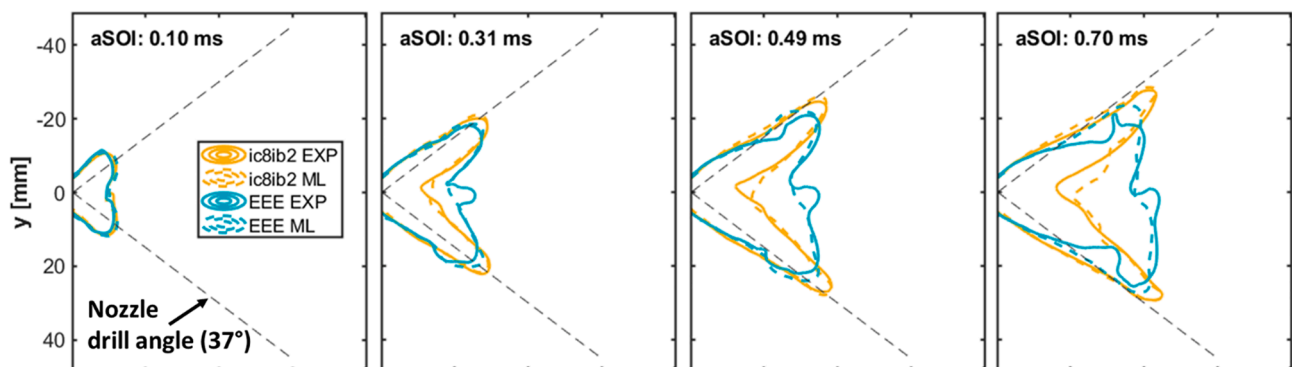 aSOI: 0.10 ms
aSOI: 0.31 ms
aSOI: 0.49 ms
aSOI: 0.70 ms
-40
-20
0
20
40
y [mm]
ic8ib2 EXP
ic8ib2 ML
EEE EXP
EEE ML
Nozzle
drill angle (37°)